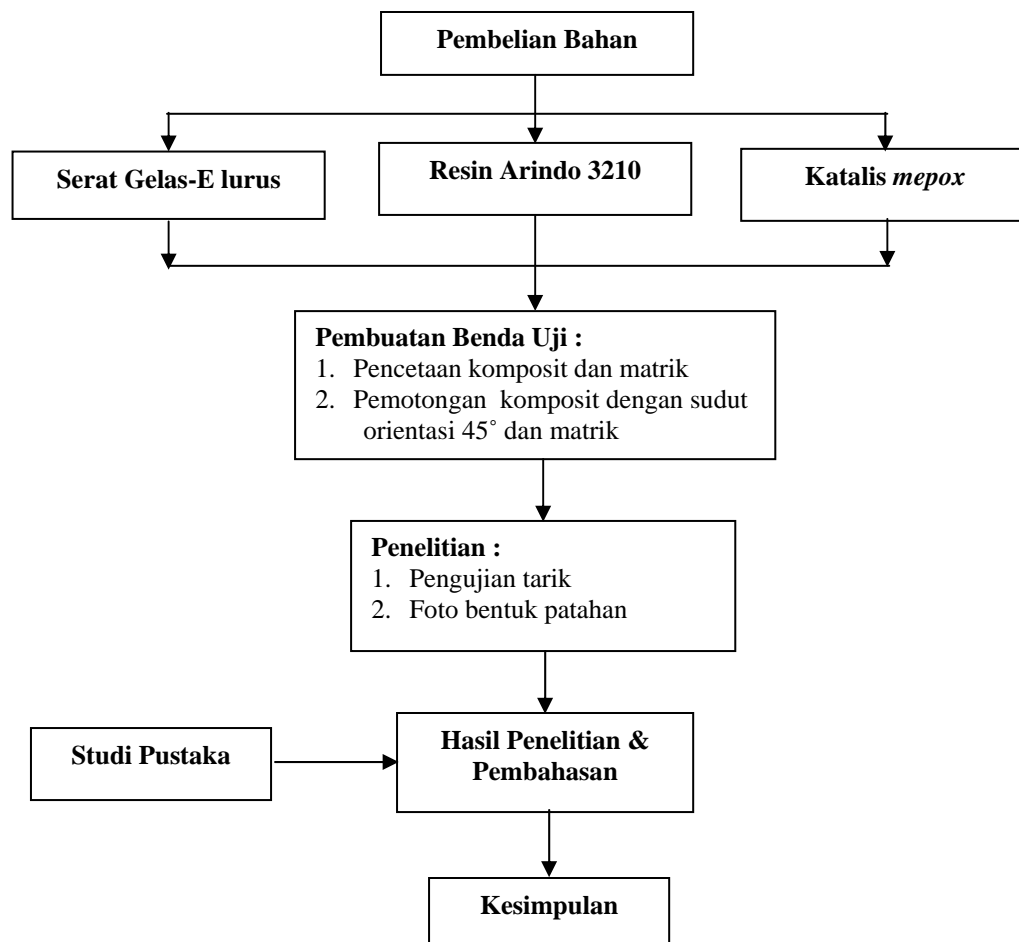 Pembelian Bahan
Serat Gelas-E lurus
Resin Arindo 3210
Katalis mepox
Pembuatan Benda Uji :
1. Pencetaan komposit dan matrik
2. Pemotongan komposit dengan sudut
orientasi 45° dan matrik
Penelitian :
1. Pengujian tarik
2. Foto bentuk patahan
Studi Pustaka
Hasil Penelitian &
Pembahasan
Kesimpulan